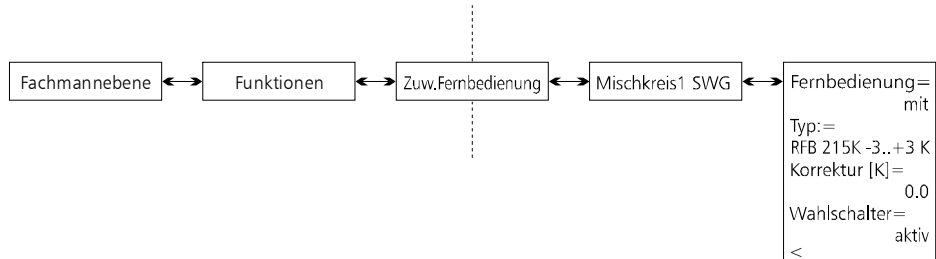 Fachmannebene
Funktionen
Zuw.Fernbedienung
Mischkreis1 SWG
Fernbedienung=
mit
Typ:=
RFB 215K -3..+3 K
Korrektur [K]=
0.0
Wahlschalter=
aktiv
<